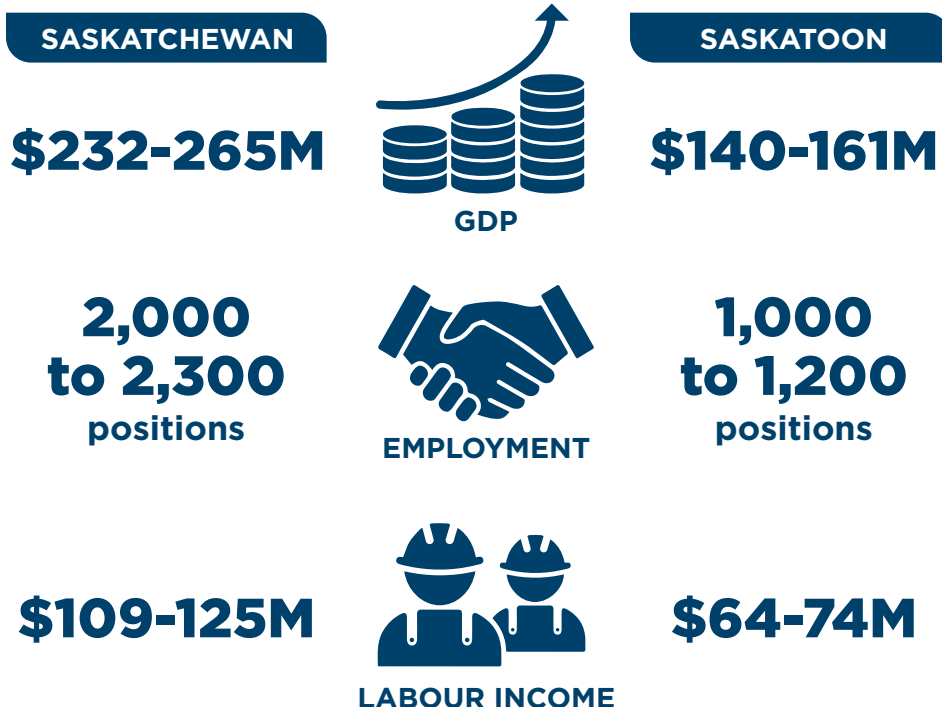 SASKATCHEWAN
SASKATOON
$232-265M
$140-161M
GDP
2,000
to 2,300
positions
1,000
to 1,200
positions
EMPLOYMENT
$109-125M
$64-74M
LABOUR INCOME